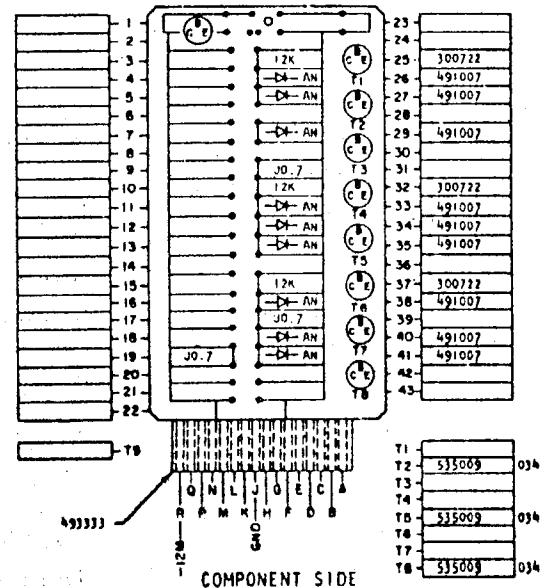 1 23
2 C B E 24
3 12K B C E 25 300722
4 AN T1 26 491007
5 AN B C E 27 491007
6 T2 28
7 AN B C E 29 491007
8 30
9 J0.7 T3 31
10 12K B C E 32 300722
11 AN T4 33 491007
12 AN B C E 34 491007
13 AN T5 35 491007
14 36
15 12K B C E 37 300722
16 AN T6 38 491007
17 J0.7 B C E 39
18 AN T7 40 491007
19 J0.7 AN B C E 41 491007
20 42
21 T8 43
22
T9
T1
T2 535009 034
T3
T4
T5 535009 034
T6
T7
T8 535009 034
493333
R Q P N M L K J H G F E D C B A
-12M
GND
COMPONENT SIDE